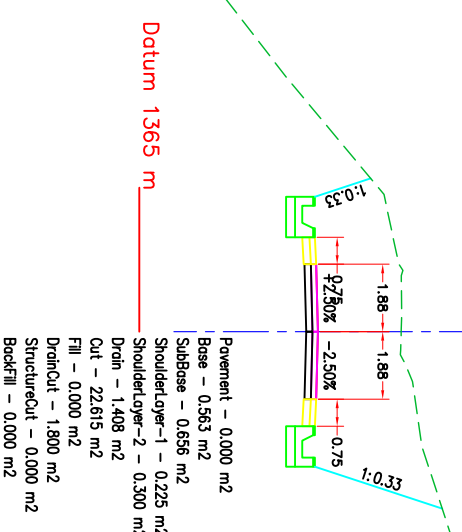 1:0.33
0.75
+2.50%
1.88
-2.50%
1.88
0.75
1:0.33
Pavement - 0.000 m2
Base - 0.563 m2
SubBase - 0.656 m2
ShoulderLayer-1 - 0.225 m2
ShoulderLayer-2 - 0.300 m2
Drain - 1.408 m2
Cut - 22.615 m2
Fill - 0.000 m2
DrainCut - 1.800 m2
StructureCut - 0.000 m2
BackFill - 0.000 m2
Datum 1365 m